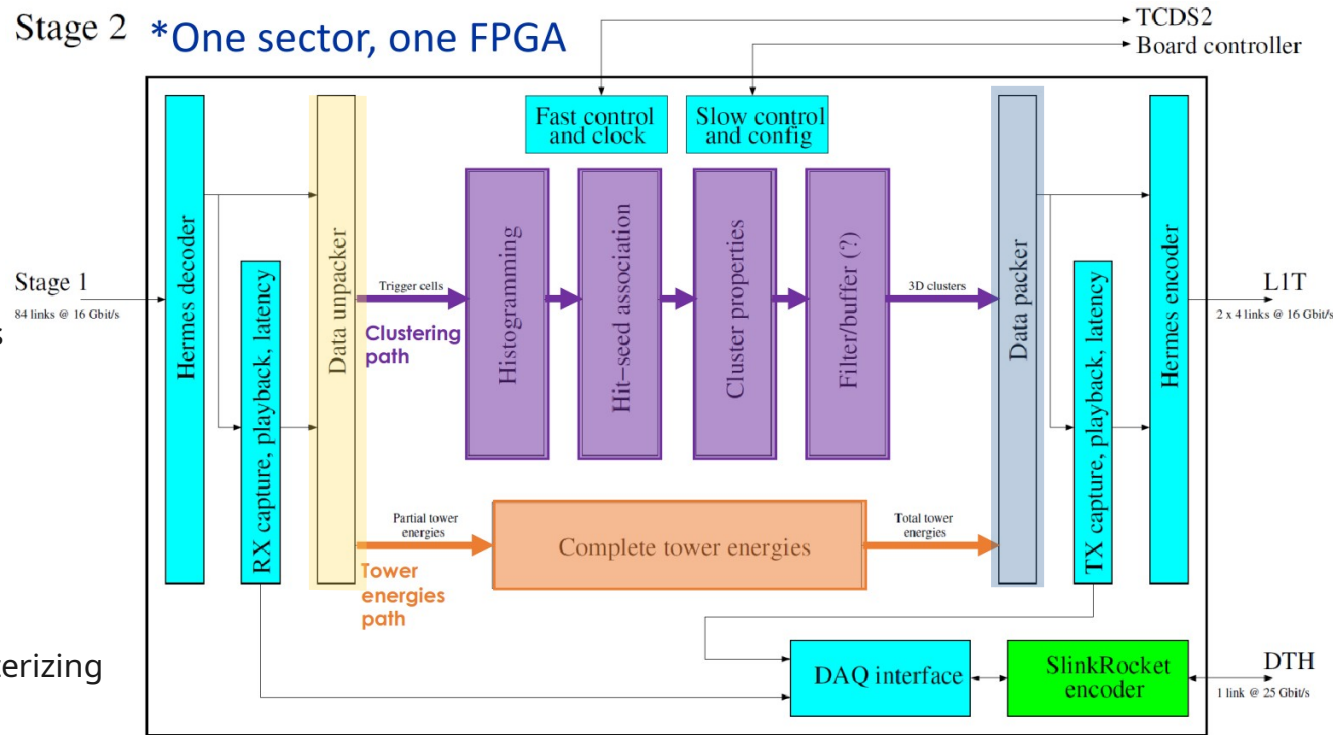 Stage 2 *One sector, one FPGA
TCDS2
Board controller
Fast control
and clock
Slow control
and config
Stage 1
84 links @ 16 Gbit/s
s
Hermes decoder
RX capture, playback, latency
Data unpacker
Trigger cells
Clustering
path
Histogramming
Hit-seed association
Cluster properties
Filter/buffer (?)
3D clusters
Data packer
TX capture, playback, latency
Hermes encoder
L1T
2 x 4 links @ 16 Gbit/s
Partial tower
energies
Tower
energies
path
Complete tower energies
Total tower
energies
terizing
DAQ interface
SlinkRocket
encoder
DTH
1 link @ 25 Gbit/s